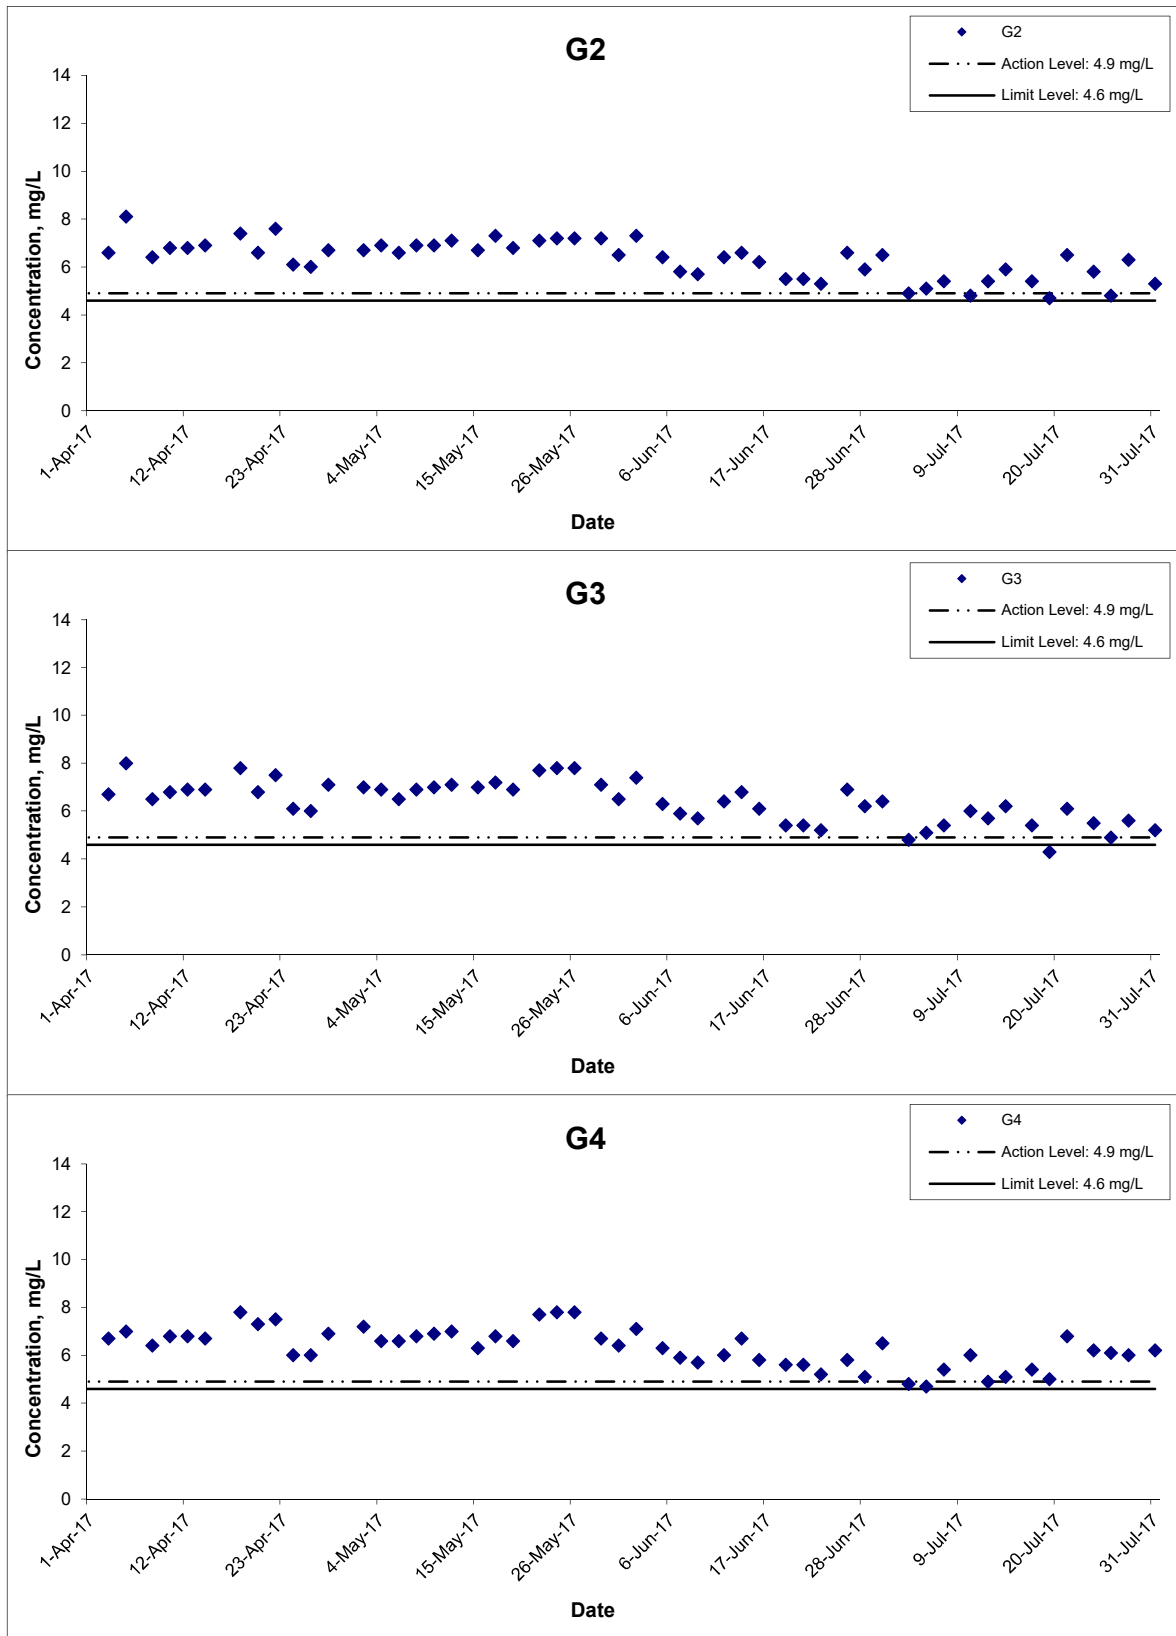 G2
G2
Action Level: 4.9 mg/L
Limit Level: 4.6 mg/L
Concentration, mg/L
14
12
10
8
6
4
2
0
1-Apr-17
12-Apr-17
23-Apr-17
4-May-17
15-May-17
26-May-17
6-Jun-17
17-Jun-17
28-Jun-17
9-Jul-17
20-Jul-17
31-Jul-17
Date
G3
G3
Action Level: 4.9 mg/L
Limit Level: 4.6 mg/L
Concentration, mg/L
14
12
10
8
6
4
2
0
1-Apr-17
12-Apr-17
23-Apr-17
4-May-17
15-May-17
26-May-17
6-Jun-17
17-Jun-17
28-Jun-17
9-Jul-17
20-Jul-17
31-Jul-17
Date
G4
G4
Action Level: 4.9 mg/L
Limit Level: 4.6 mg/L
Concentration, mg/L
14
12
10
8
6
4
2
0
1-Apr-17
12-Apr-17
23-Apr-17
4-May-17
15-May-17
26-May-17
6-Jun-17
17-Jun-17
28-Jun-17
9-Jul-17
20-Jul-17
31-Jul-17
Date